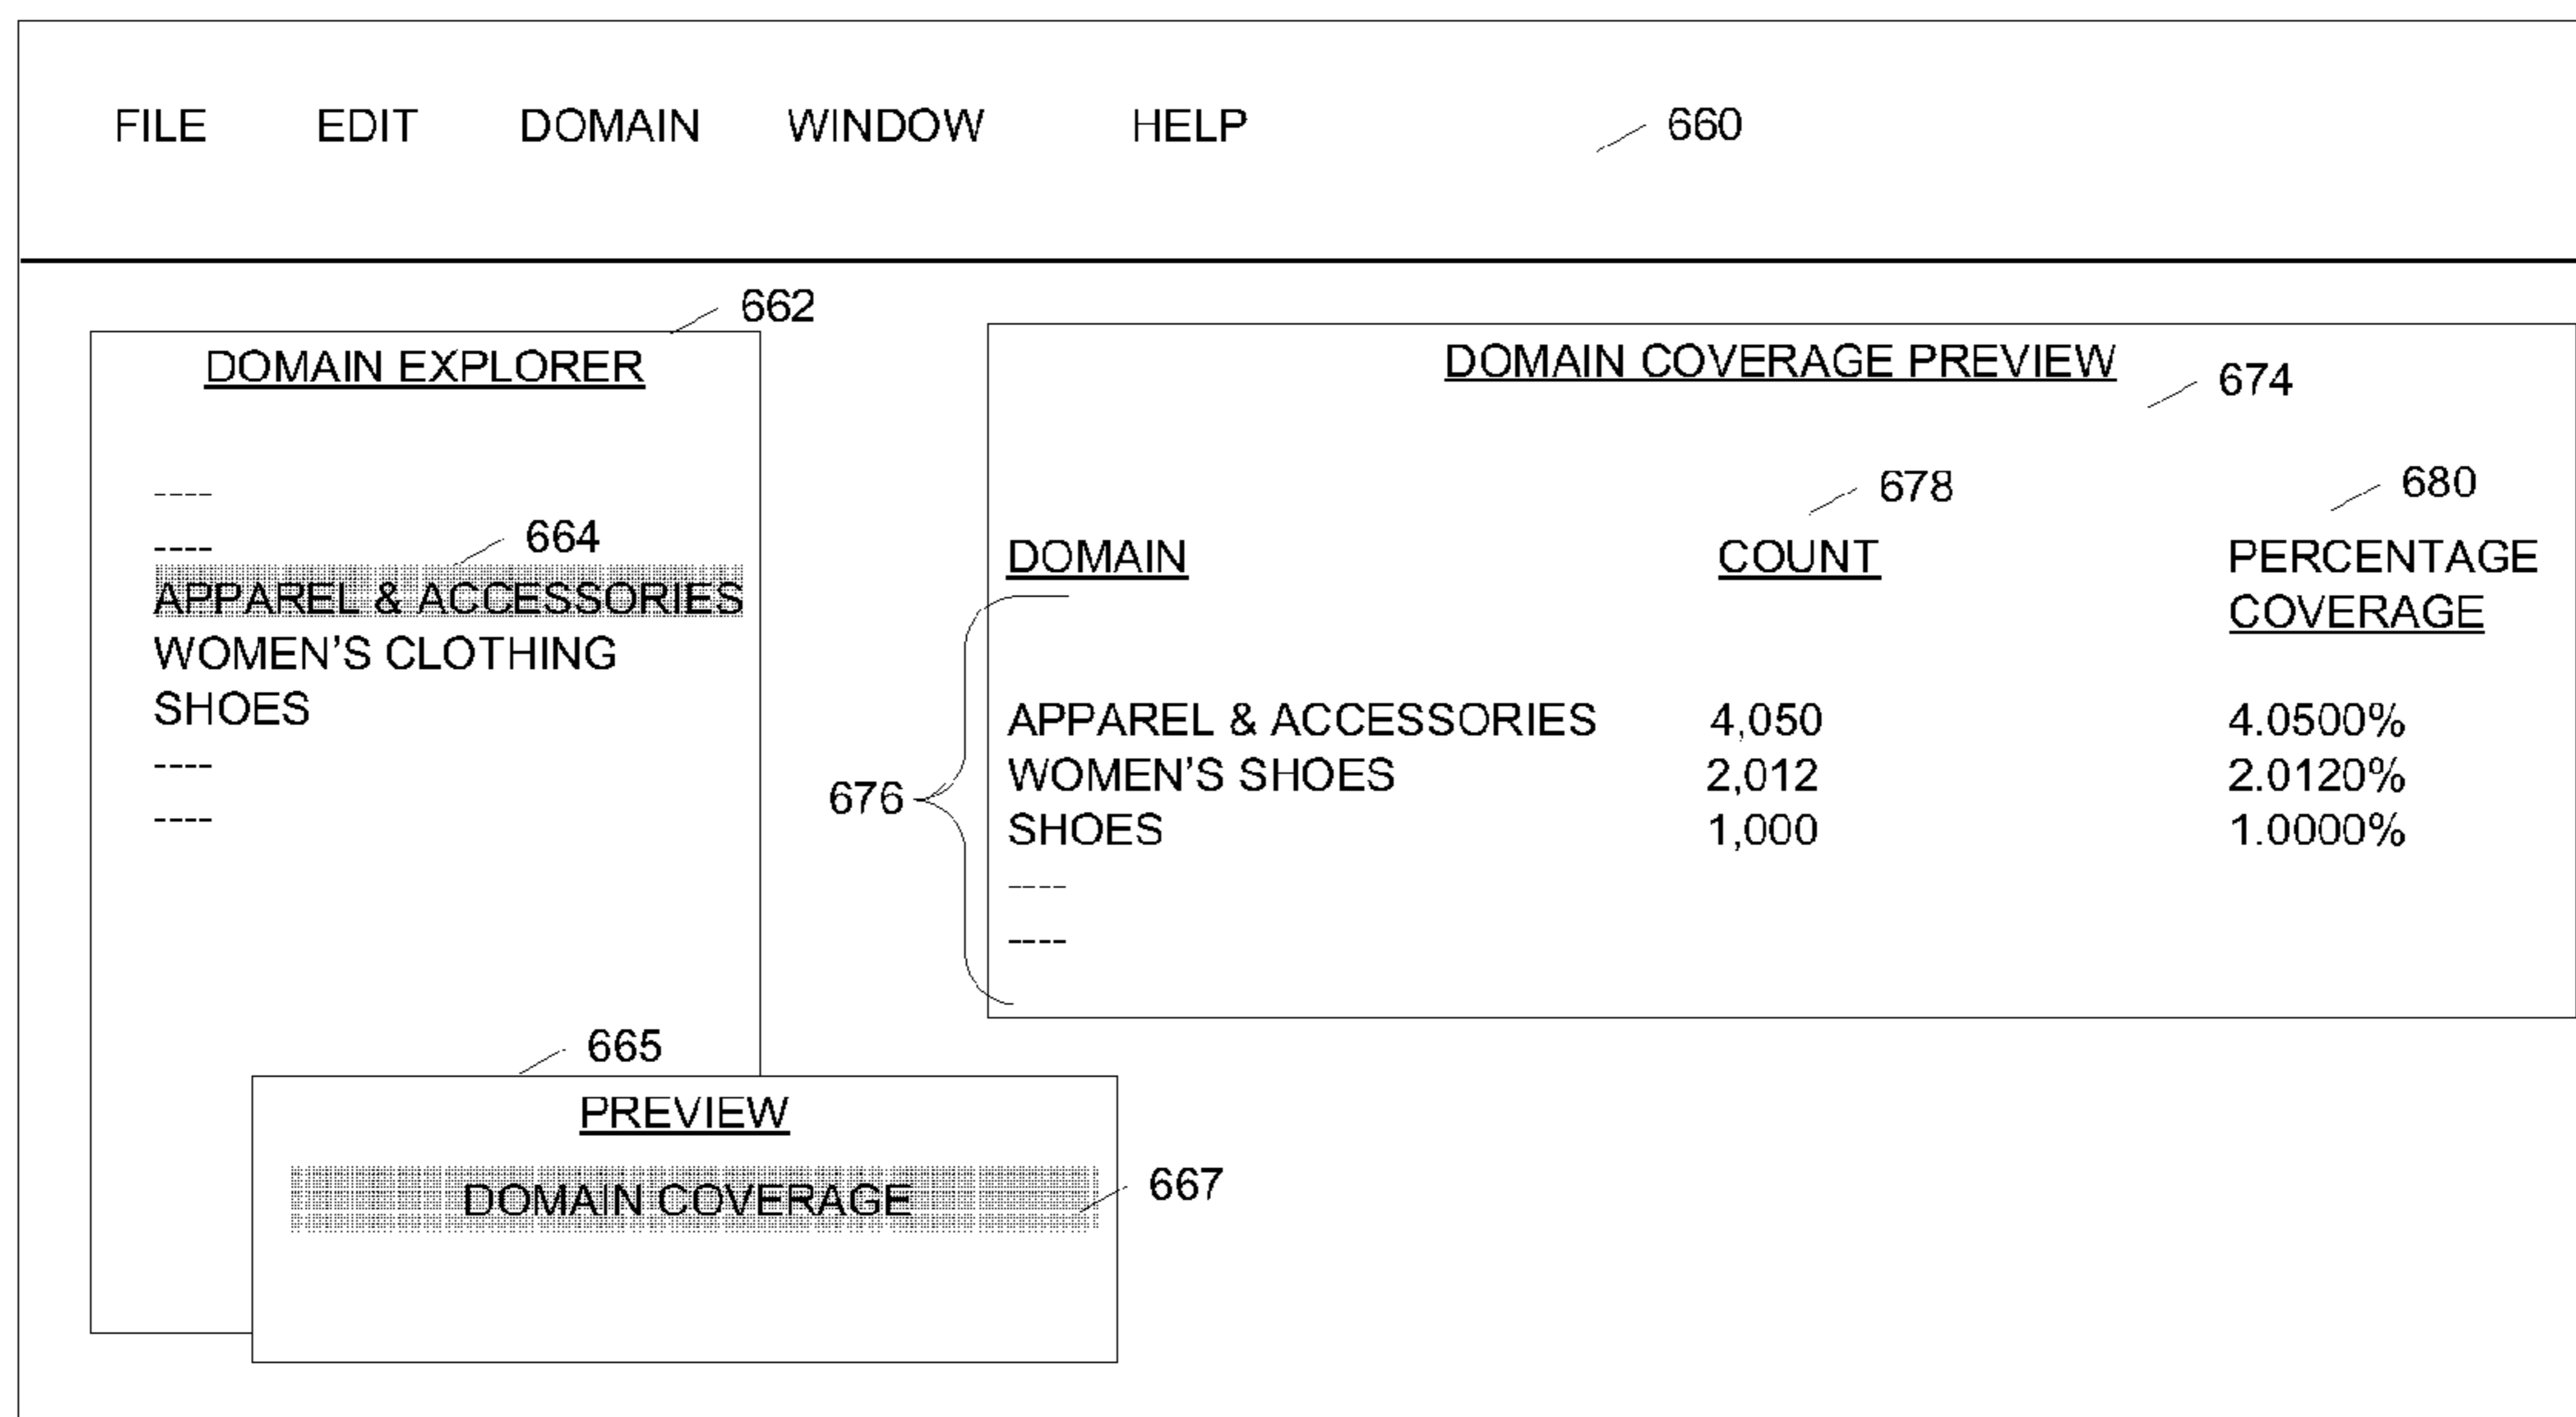 FILE EDIT DOMAIN WINDOW HELP 660
662
DOMAIN EXPLORER
----
----
664
APPAREL & ACCESSORIES
WOMEN'S CLOTHING
SHOES
----
----
DOMAIN COVERAGE PREVIEW
674
678 680
DOMAIN COUNT PERCENTAGE
COVERAGE
APPAREL & ACCESSORIES 4,050 4.0500%
WOMEN'S SHOES 2,012 2.0120%
SHOES 1,000 1.0000%
----
----
676
665
PREVIEW
DOMAIN COVERAGE
667